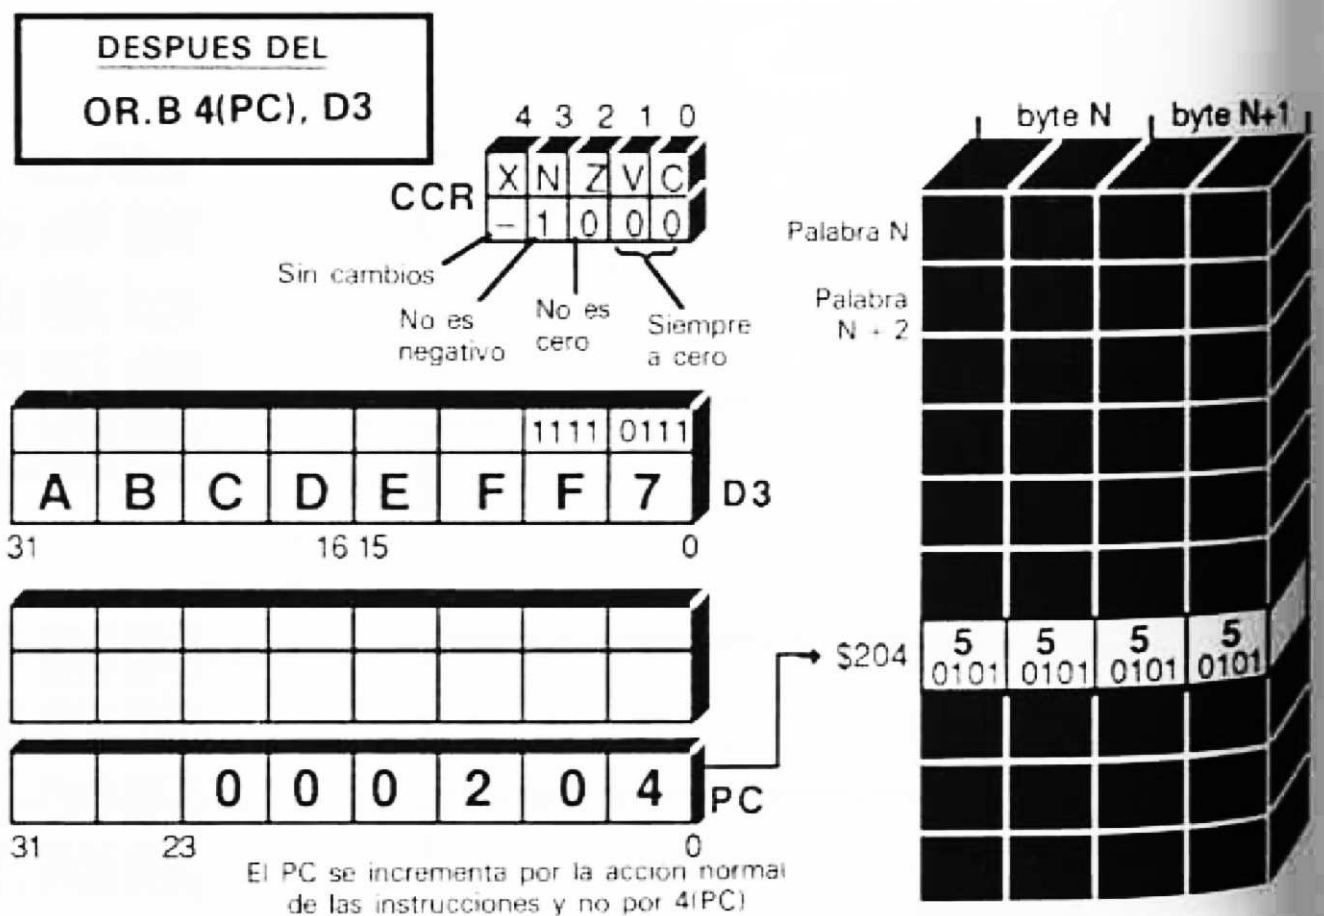 DESPUES DEL
OR.B 4(PC), D3
4 3 2 1 0
X N Z V C
CCR
– 1 0 0 0
Sin cambios
No es
negativo
No es
cero
Siempre
a cero
1111 0111
A B C D E F F 7
D3
31 16 15 0
0 0 0 2 0 4
PC
31 23 0
El PC se incrementa por la acción normal
de las instrucciones y no por 4(PC)
byte N byte N+1
Palabra N
Palabra
N + 2
$204
5 5 5 5
0101 0101 0101 0101